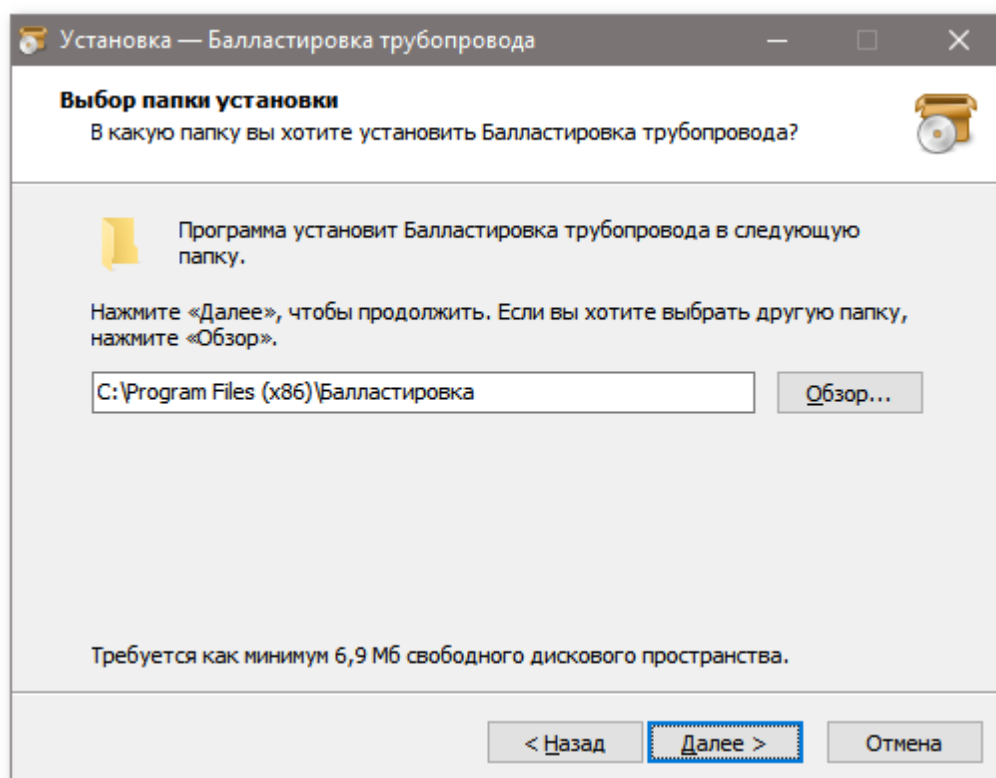 Установка — Балластировка трубопровода
Выбор папки установки
В какую папку вы хотите установить Балластировка трубопровода?
Программа установит Балластировка трубопровода в следующую
папку.
Нажмите «Далее», чтобы продолжить. Если вы хотите выбрать другую папку,
нажмите «Обзор».
C:\Program Files (x86)\Балластировка
Обзор...
Требуется как минимум 6,9 Мб свободного дискового пространства.
< Назад
Далее >
Отмена